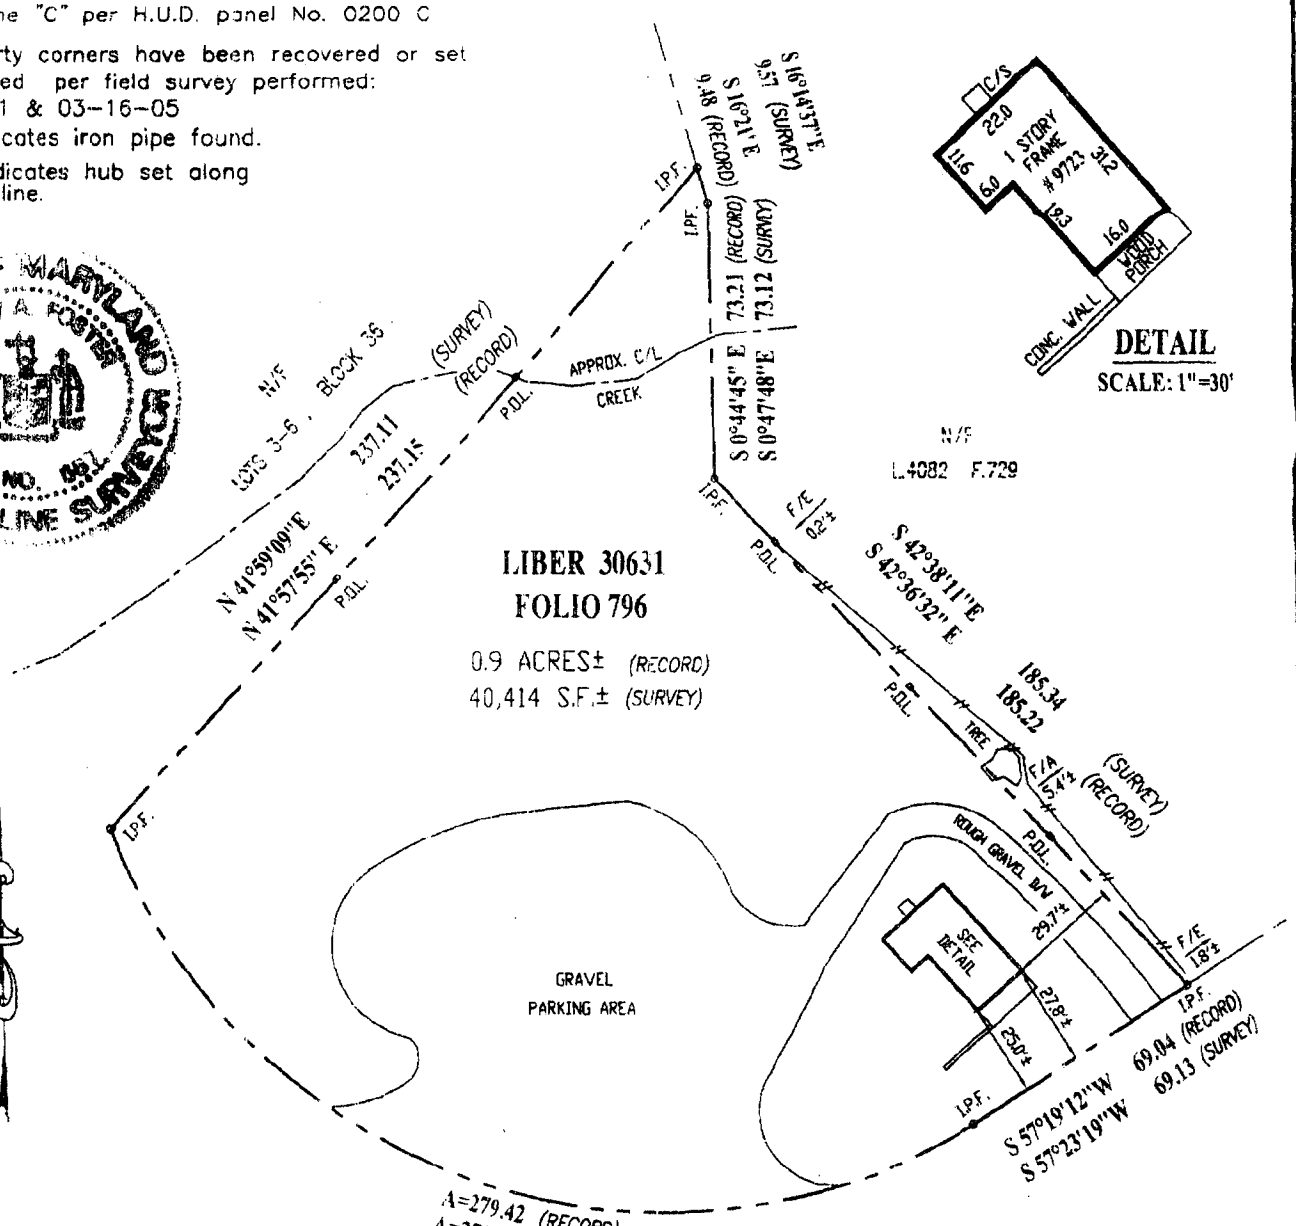 ne "C" per H.U.D. panel No. 0200 C
rty corners have been recovered or set
ed per field survey performed:
1 & 03-16-05
cates iron pipe found.
dicates hub set along
line.
MARYLAND
A. FOSTER
NO. 667
LINE SURVEYOR
S 16°14'37"E
9.57 (SURVEY)
S 16°21' E
9.48 (RECORD)
I.P.F.
I.P.F.
S 0°44'45" E 73.21 (RECORD)
S 0°47'48"E 73.12 (SURVEY)
C/S
22.0
11.6
6.0
1 STORY
FRAME
# 9723
31.2
19.3
16.0
WOOD
PORCH
CONC. WALL
DETAIL
SCALE: 1"=30'
N/F
LOTS 3-6, BLOCK 36
(SURVEY)
(RECORD)
237.11
237.15
N 41°59'09"E
N 41°57'55" E
P.O.L.
P.O.L.
APPROX. C/L
CREEK
N/F
L.4082 F.729
I.P.F.
F/E
0.2'±
P.O.L.
LIBER 30631
FOLIO 796
0.9 ACRES± (RECORD)
40,414 S.F.± (SURVEY)
S 42°38'11"E
S 42°36'32" E
185.34
185.22
(SURVEY)
(RECORD)
P.O.L.
TREE
F/A
5.4'±
P.O.L.
I.P.F.
ROUGH GRAVEL D/W
29.7'±
SEE
DETAIL
27.8'±
25.0'±
F/E
1.8'±
I.P.F.
GRAVEL
PARKING AREA
I.P.F.
S 57°19'12"W 69.04 (RECORD)
S 57°23'19"W 69.13 (SURVEY)
A=279.42 (RECORD)